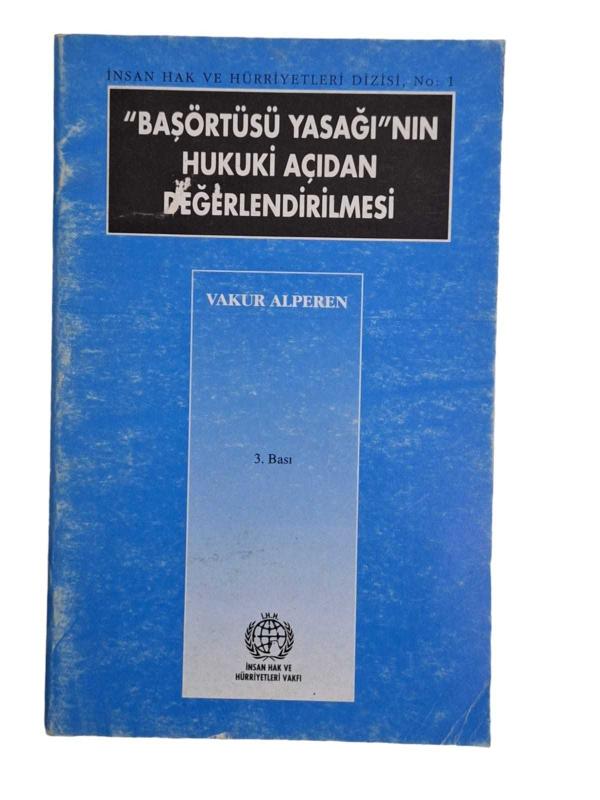 İNSAN HAK VE HÜRRİYETLERİ DİZİSİ, No: 1
"BAŞÖRTÜSÜ YASAĞI"NIN
HUKUKİ AÇIDAN
DEĞERLENDİRİLMESİ
VAKUR ALPEREN
3. Bası
İ.H.H.
İNSAN HAK VE
HÜRRİYETLERİ VAKFI